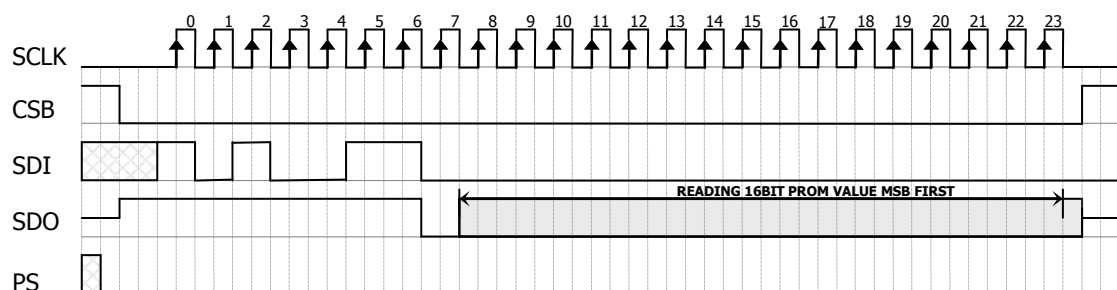 0 1 2 3 4 5 6 7 8 9 10 11 12 13 14 15 16 17 18 19 20 21 22 23
SCLK
CSB
SDI
READING 16BIT PROM VALUE MSB FIRST
SDO
PS